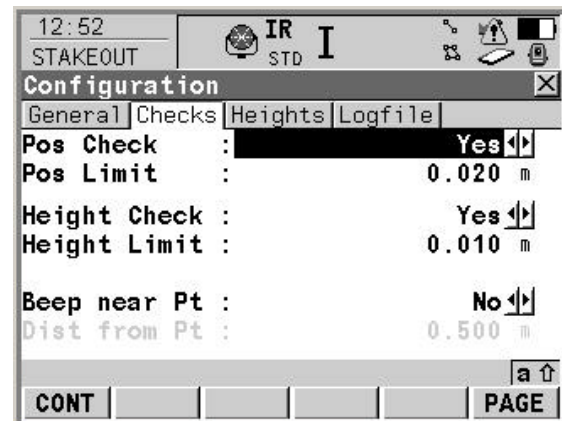 12:52
STAKEOUT
IR
STD
I
Configuration
General Checks Heights Logfile
Pos Check : Yes
Pos Limit : 0.020 m
Height Check : Yes
Height Limit : 0.010 m
Beep near Pt : No
Dist from Pt : 0.500 m
a
CONT PAGE